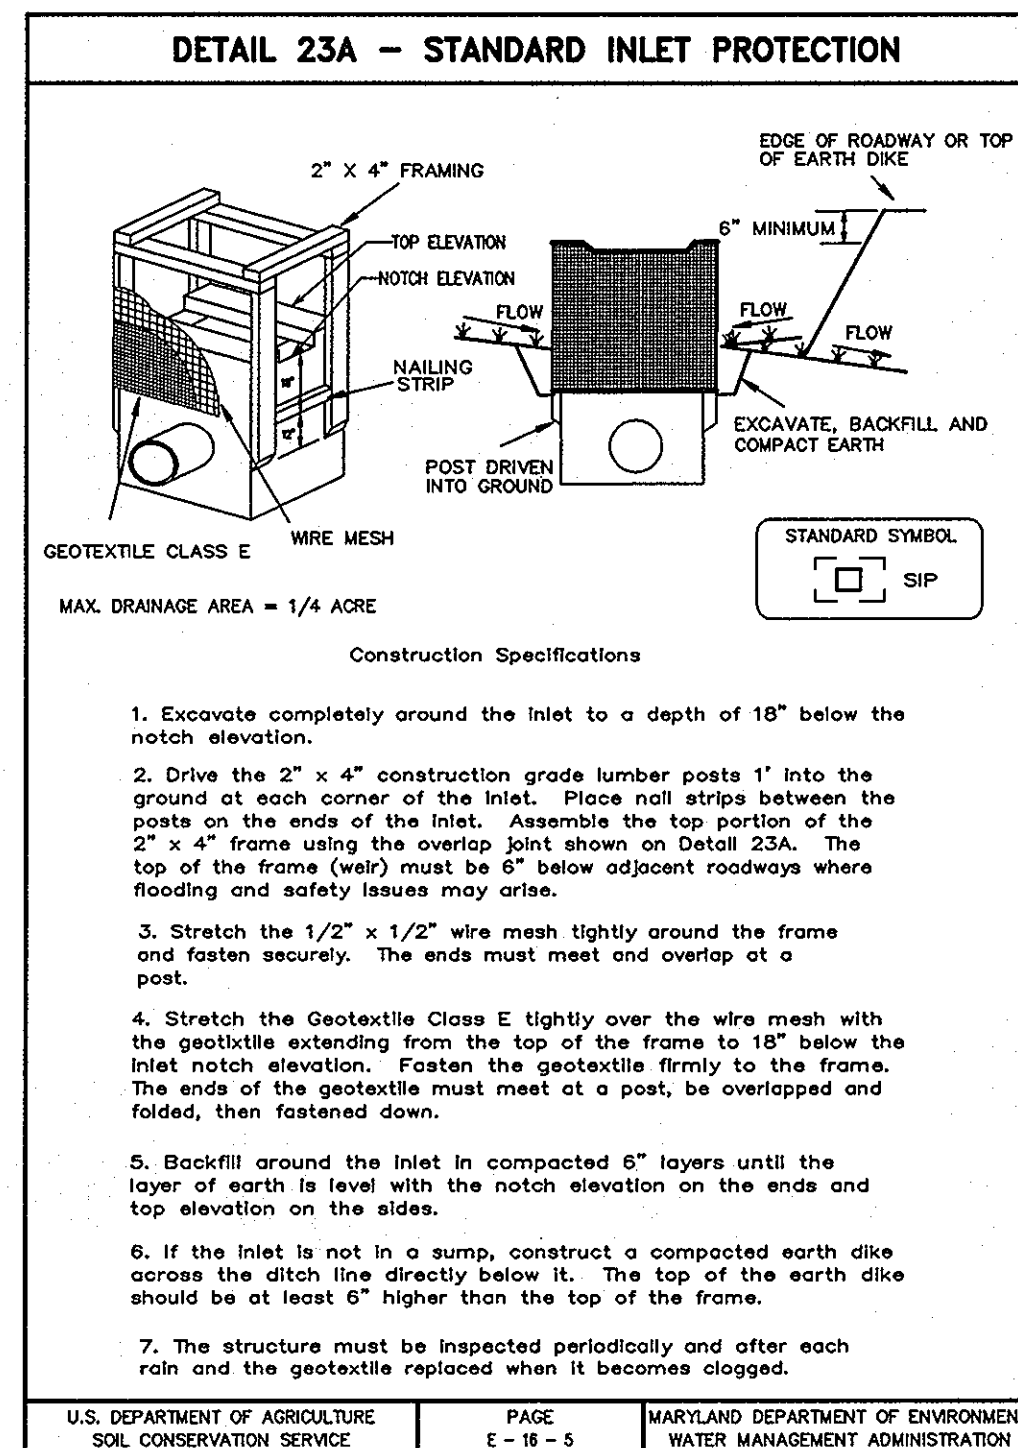 DETAIL 23A - STANDARD INLET PROTECTION
EDGE OF ROADWAY OR TOP
OF EARTH DIKE
2" X 4" FRAMING
6" MINIMUM
TOP ELEVATION
NOTCH ELEVATION
FLOW
FLOW
FLOW
NAILING
STRIP
18"
12"
EXCAVATE, BACKFILL AND
COMPACT EARTH
POST DRIVEN
INTO GROUND
WIRE MESH
GEOTEXTILE CLASS E
STANDARD SYMBOL
SIP
MAX. DRAINAGE AREA = 1/4 ACRE
Construction Specifications
1. Excavate completely around the inlet to a depth of 18" below the
notch elevation.
2. Drive the 2" x 4" construction grade lumber posts 1' into the
ground at each corner of the inlet. Place nail strips between the
posts on the ends of the inlet. Assemble the top portion of the
2" x 4" frame using the overlap joint shown on Detail 23A. The
top of the frame (weir) must be 6" below adjacent roadways where
flooding and safety issues may arise.
3. Stretch the 1/2" x 1/2" wire mesh tightly around the frame
and fasten securely. The ends must meet and overlap at a
post.
4. Stretch the Geotextile Class E tightly over the wire mesh with
the geotixtile extending from the top of the frame to 18" below the
inlet notch elevation. Fasten the geotextile firmly to the frame.
The ends of the geotextile must meet at a post, be overlapped and
folded, then fastened down.
5. Backfill around the inlet in compacted 6" layers until the
layer of earth is level with the notch elevation on the ends and
top elevation on the sides.
6. If the inlet is not in a sump, construct a compacted earth dike
across the ditch line directly below it. The top of the earth dike
should be at least 6" higher than the top of the frame.
7. The structure must be inspected periodically and after each
rain and the geotextile replaced when it becomes clogged.
U.S. DEPARTMENT OF AGRICULTURE
SOIL CONSERVATION SERVICE
PAGE
E - 16 - 5
MARYLAND DEPARTMENT OF ENVIRONMEN
WATER MANAGEMENT ADMINISTRATION